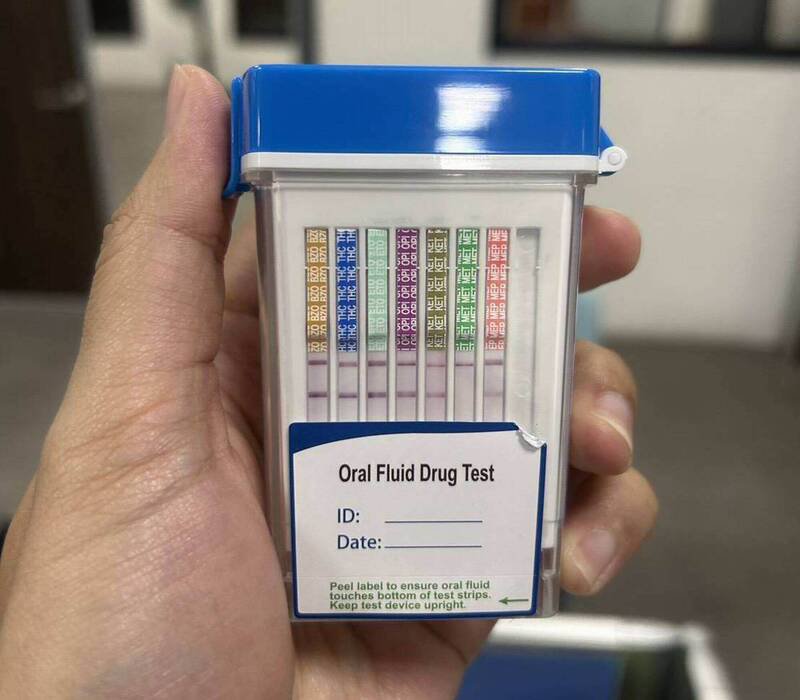 BZO THC ETO OPI KET MET MEP
Oral Fluid Drug Test
ID:
Date:
Peel label to ensure oral fluid
touches bottom of test strips.
Keep test device upright.